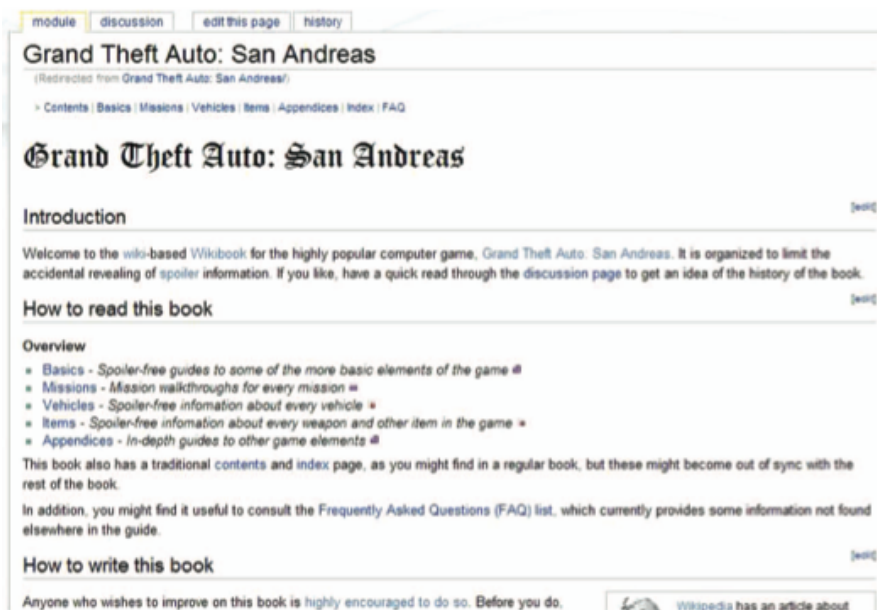 module discussion edit this page history
Grand Theft Auto: San Andreas
(Redirected from Grand Theft Auto: San Andreas/)
> Contents | Basics | Missions | Vehicles | Items | Appendices | Index | FAQ
Grand Theft Auto: San Andreas
[edit]
Introduction
Welcome to the wiki-based Wikibook for the highly popular computer game, Grand Theft Auto: San Andreas. It is organized to limit the
accidental revealing of spoiler information. If you like, have a quick read through the discussion page to get an idea of the history of the book.
[edit]
How to read this book
Overview
Basics - Spoiler-free guides to some of the more basic elements of the game
Missions - Mission walkthroughs for every mission
Vehicles - Spoiler-free infomation about every vehicle
Items - Spoiler-free infomation about every weapon and other item in the game
Appendices - In-depth guides to other game elements
This book also has a traditional contents and index page, as you might find in a regular book, but these might become out of sync with the
rest of the book.
In addition, you might find it useful to consult the Frequently Asked Questions (FAQ) list, which currently provides some information not found
elsewhere in the guide.
[edit]
How to write this book
Anyone who wishes to improve on this book is highly encouraged to do so. Before you do,
Wikipedia has an article about